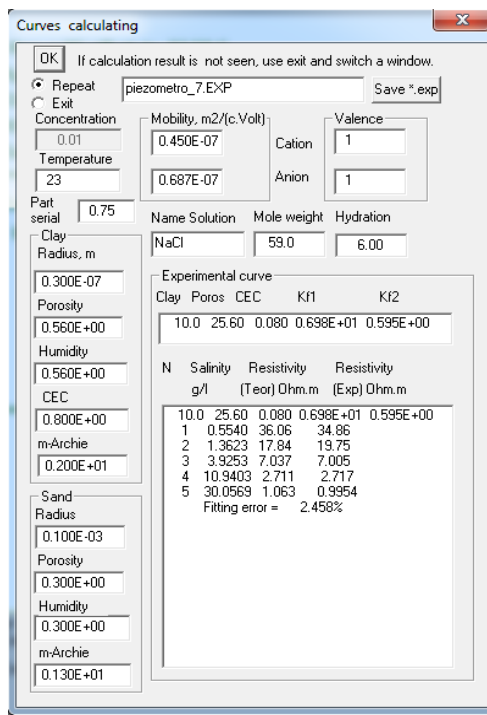 Curves calculating
X
OK If calculation result is not seen, use exit and switch a window.
Repeat piezometro_7.EXP Save *.exp
Exit
Concentration Mobility, m2/(c.Volt) Valence
0.01 0.450E-07 Cation 1
Temperature
23 0.687E-07 Anion 1
Part serial 0.75
Name Solution Mole weight Hydration
NaCl 59.0 6.00
Clay
Radius, m
0.300E-07
Porosity
0.560E+00
Humidity
0.560E+00
CEC
0.800E+00
m-Archie
0.200E+01
Sand
Radius
0.100E-03
Porosity
0.300E+00
Humidity
0.300E+00
m-Archie
0.130E+01
Experimental curve
Clay Poros CEC Kf1 Kf2
10.0 25.60 0.080 0.698E+01 0.595E+00
N Salinity Resistivity Resistivity
g/l (Teor) Ohm.m (Exp) Ohm.m
10.0 25.60 0.080 0.698E+01 0.595E+00
1 0.5540 36.06 34.86
2 1.3623 17.84 19.75
3 3.9253 7.037 7.005
4 10.9403 2.711 2.717
5 30.0569 1.063 0.9954
Fitting error = 2.458%